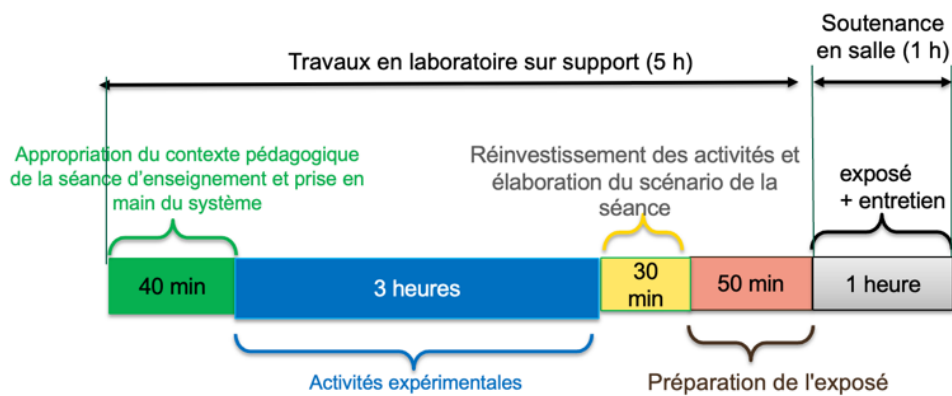 Soutenance
en salle (1 h)
Travaux en laboratoire sur support (5 h)
Appropriation du contexte pédagogique
de la séance d'enseignement et prise en
main du système
Réinvestissement des activités et
élaboration du scénario de la
séance
exposé
+ entretien
40 min
3 heures
30
min
50 min
1 heure
Activités expérimentales
Préparation de l'exposé